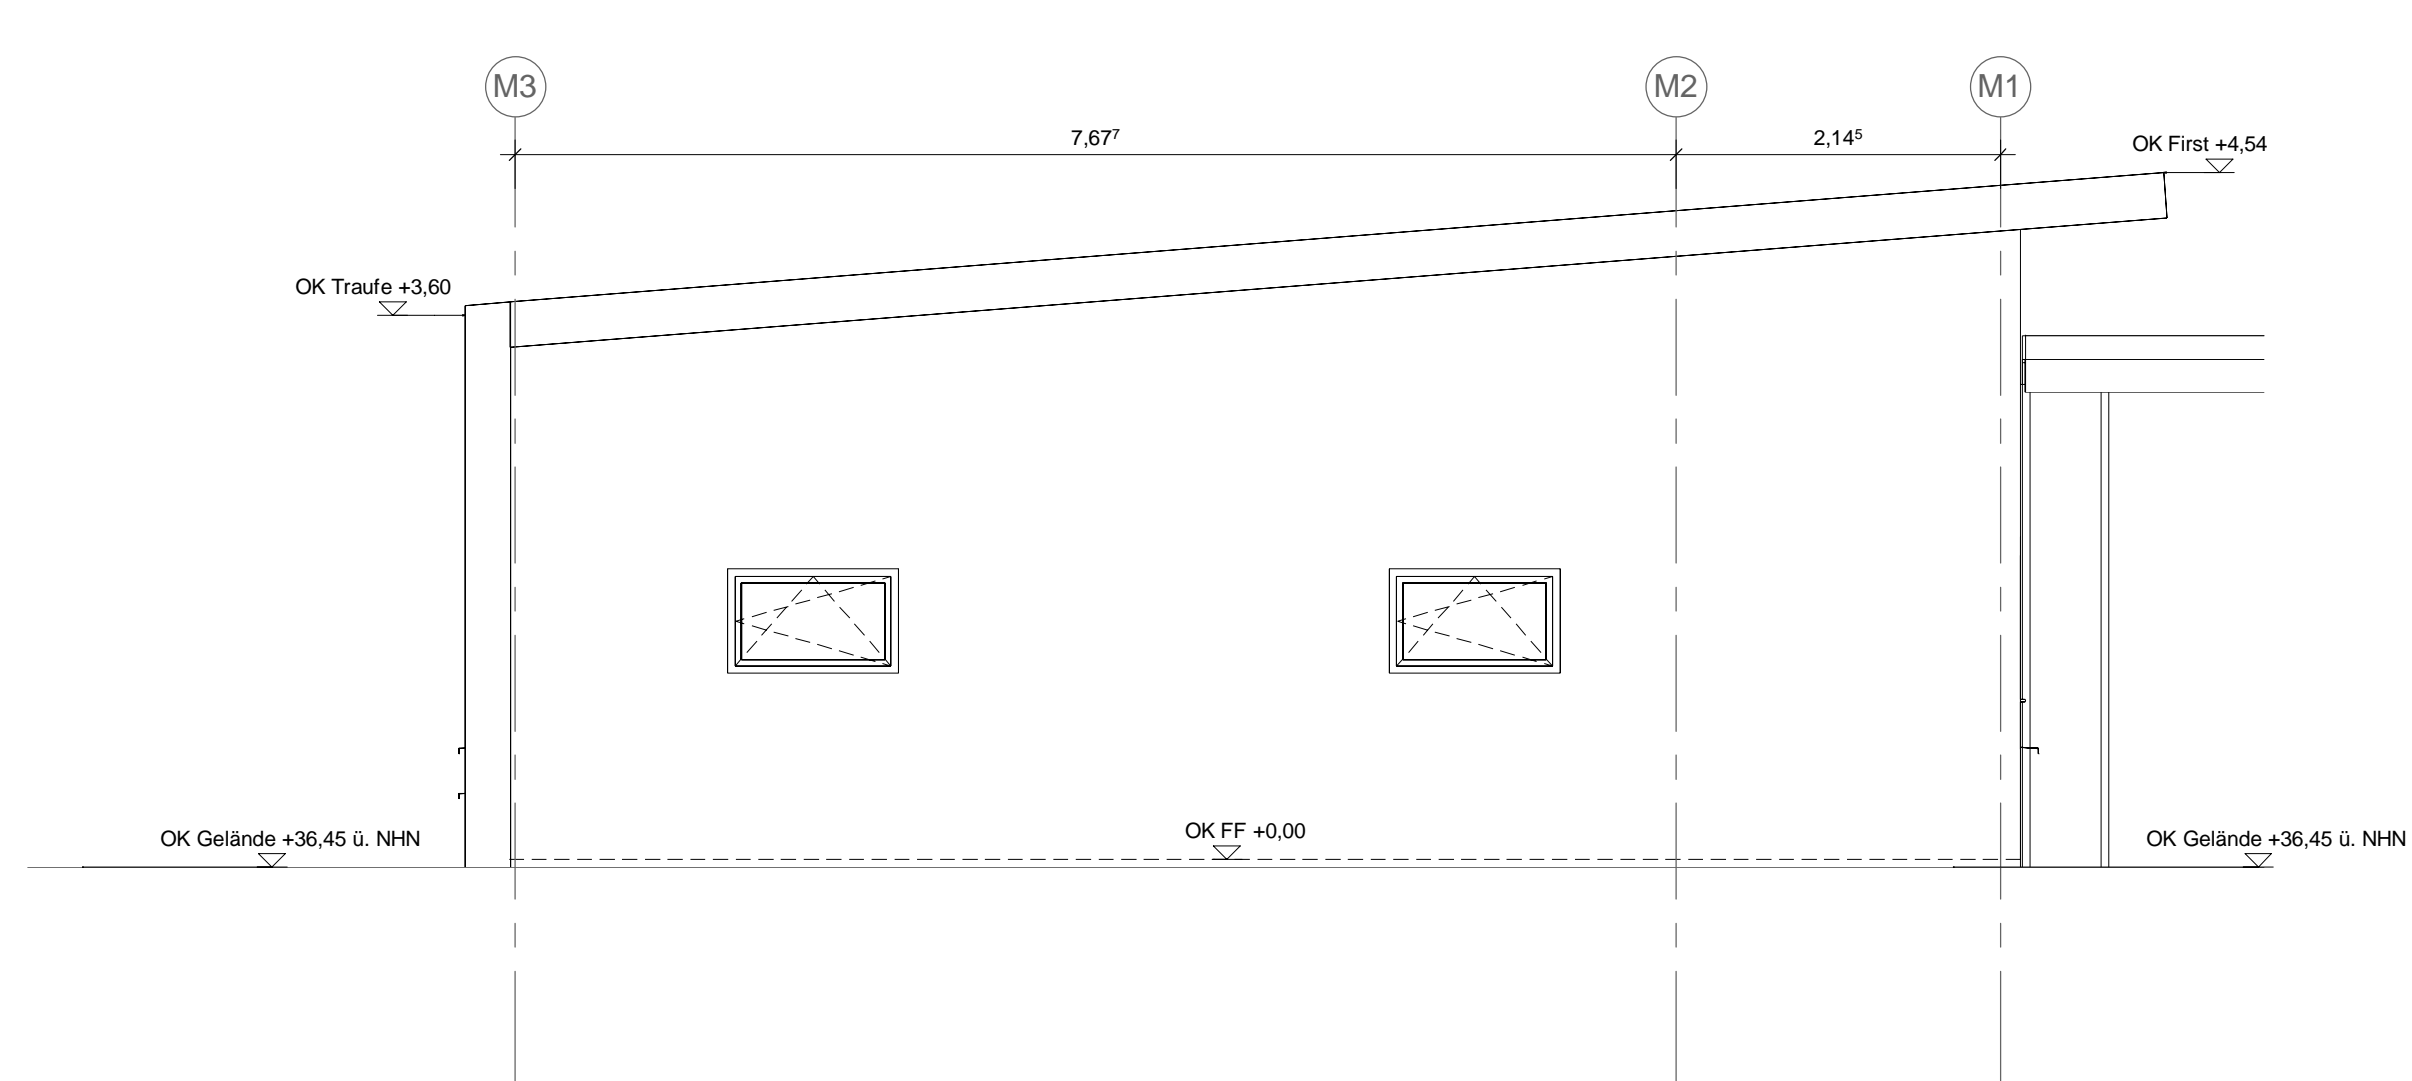 M3
M2
M1
7,67⁷
2,14⁵
OK First +4,54
OK Traufe +3,60
OK FF +0,00
OK Gelände +36,45 ü. NHN
OK Gelände +36,45 ü. NHN